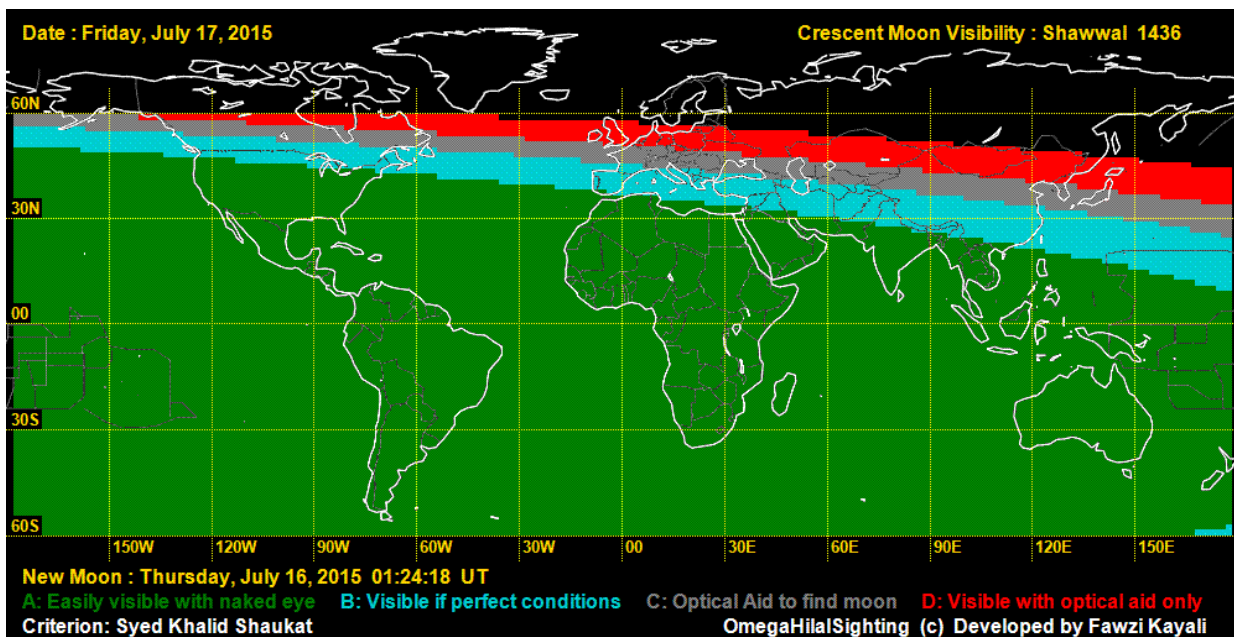 Date : Friday, July 17, 2015
Crescent Moon Visibility : Shawwal 1436
60N
30N
00
30S
60S
150W 120W 90W 60W 30W 00 30E 60E 90E 120E 150E
New Moon : Thursday, July 16, 2015 01:24:18 UT
A: Easily visible with naked eye B: Visible if perfect conditions C: Optical Aid to find moon D: Visible with optical aid only
Criterion: Syed Khalid Shaukat OmegaHilalSighting (c) Developed by Fawzi Kayali